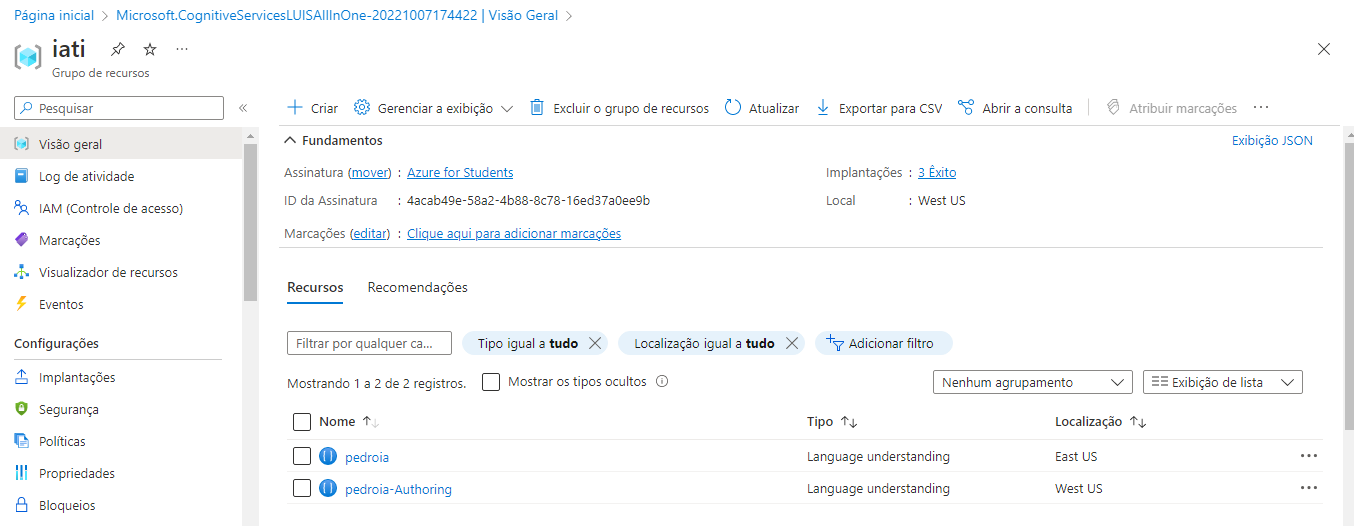 Página inicial > Microsoft.CognitiveServicesLUISAllInOne-20221007174422 | Visão Geral >
iati
Grupo de recursos
Pesquisar
Visão geral
Log de atividade
IAM (Controle de acesso)
Marcações
Visualizador de recursos
Eventos
Configurações
Implantações
Segurança
Políticas
Propriedades
Bloqueios
Criar Gerenciar a exibição Excluir o grupo de recursos Atualizar Exportar para CSV Abrir a consulta Atribuir marcações
Fundamentos Exibição JSON
Assinatura (mover) : Azure for Students Implantações : 3 Êxito
ID da Assinatura : 4acab49e-58a2-4b88-8c78-16ed37a0ee9b Local : West US
Marcações (editar) : Clique aqui para adicionar marcações
Recursos Recomendações
Filtrar por qualquer ca... Tipo igual a tudo Localização igual a tudo Adicionar filtro
Mostrando 1 a 2 de 2 registros. Mostrar os tipos ocultos Nenhum agrupamento Exibição de lista
Nome Tipo Localização
pedroia Language understanding East US
pedroia-Authoring Language understanding West US